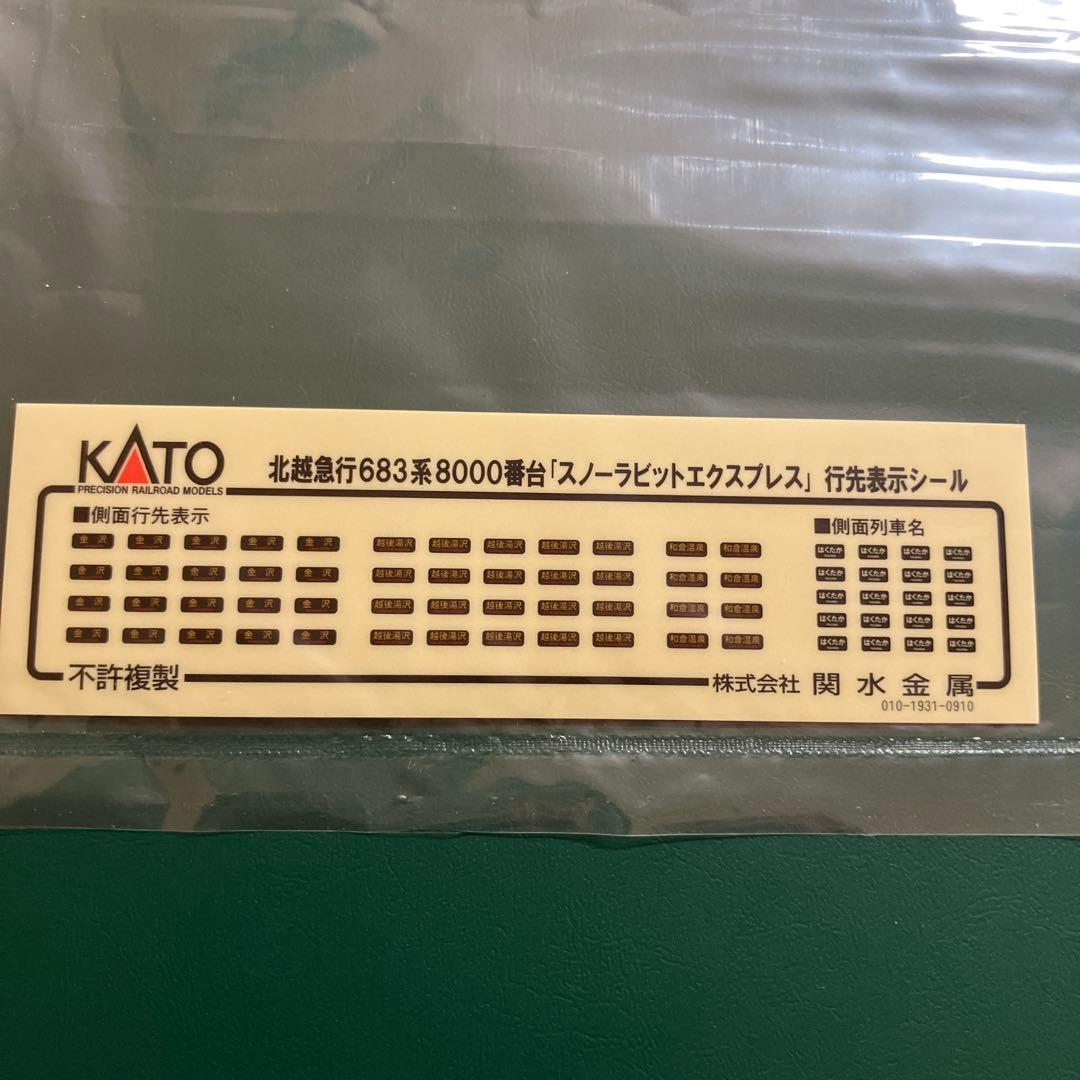 KATO
PRECISION RAILROAD MODELS
北越急行683系8000番台「スノーラビットエクスプレス」行先表示シール
■側面行先表示
■側面列車名
金沢 金沢 金沢 金沢 金沢 越後湯沢 越後湯沢 越後湯沢 越後湯沢 越後湯沢 和倉温泉 和倉温泉 はくたか はくたか はくたか はくたか
金沢 金沢 金沢 金沢 金沢 越後湯沢 越後湯沢 越後湯沢 越後湯沢 越後湯沢 和倉温泉 和倉温泉 はくたか はくたか はくたか はくたか
金沢 金沢 金沢 金沢 金沢 越後湯沢 越後湯沢 越後湯沢 越後湯沢 越後湯沢 和倉温泉 和倉温泉 はくたか はくたか はくたか はくたか
金沢 金沢 金沢 金沢 金沢 越後湯沢 越後湯沢 越後湯沢 越後湯沢 越後湯沢 和倉温泉 和倉温泉 はくたか はくたか はくたか はくたか
はくたか はくたか はくたか はくたか
不許複製
株式会社 関水金属
010-1931-0910